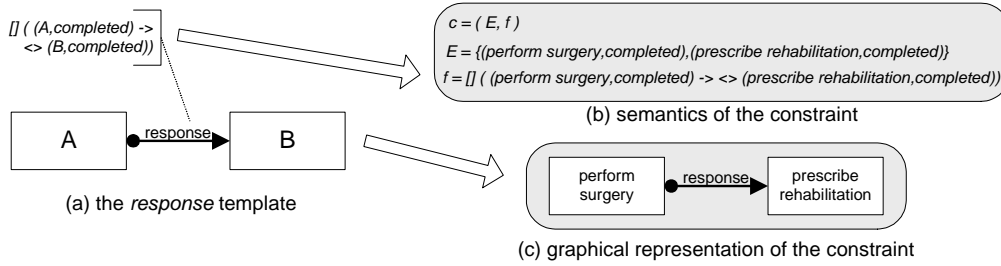 [] ( (A,completed) ->
<> (B,completed))
A
response
B
(a) the response template
c = ( E, f )
E = {(perform surgery,completed),(prescribe rehabilitation,completed)}
f = [] ( (perform surgery,completed) -> <> (prescribe rehabilitation,completed))
(b) semantics of the constraint
perform
surgery
response
prescribe
rehabilitation
(c) graphical representation of the constraint